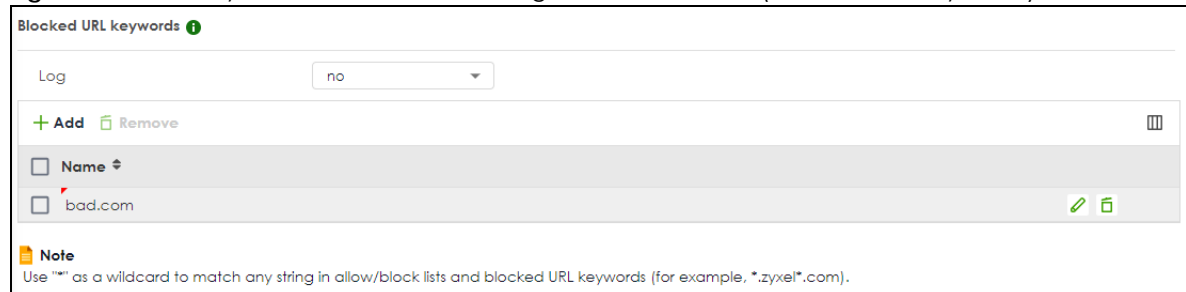 Blocked URL keywords
Log no
Add Remove
Name
bad.com
Note
Use "*" as a wildcard to match any string in allow/block lists and blocked URL keywords (for example, *.zyxel*.com).